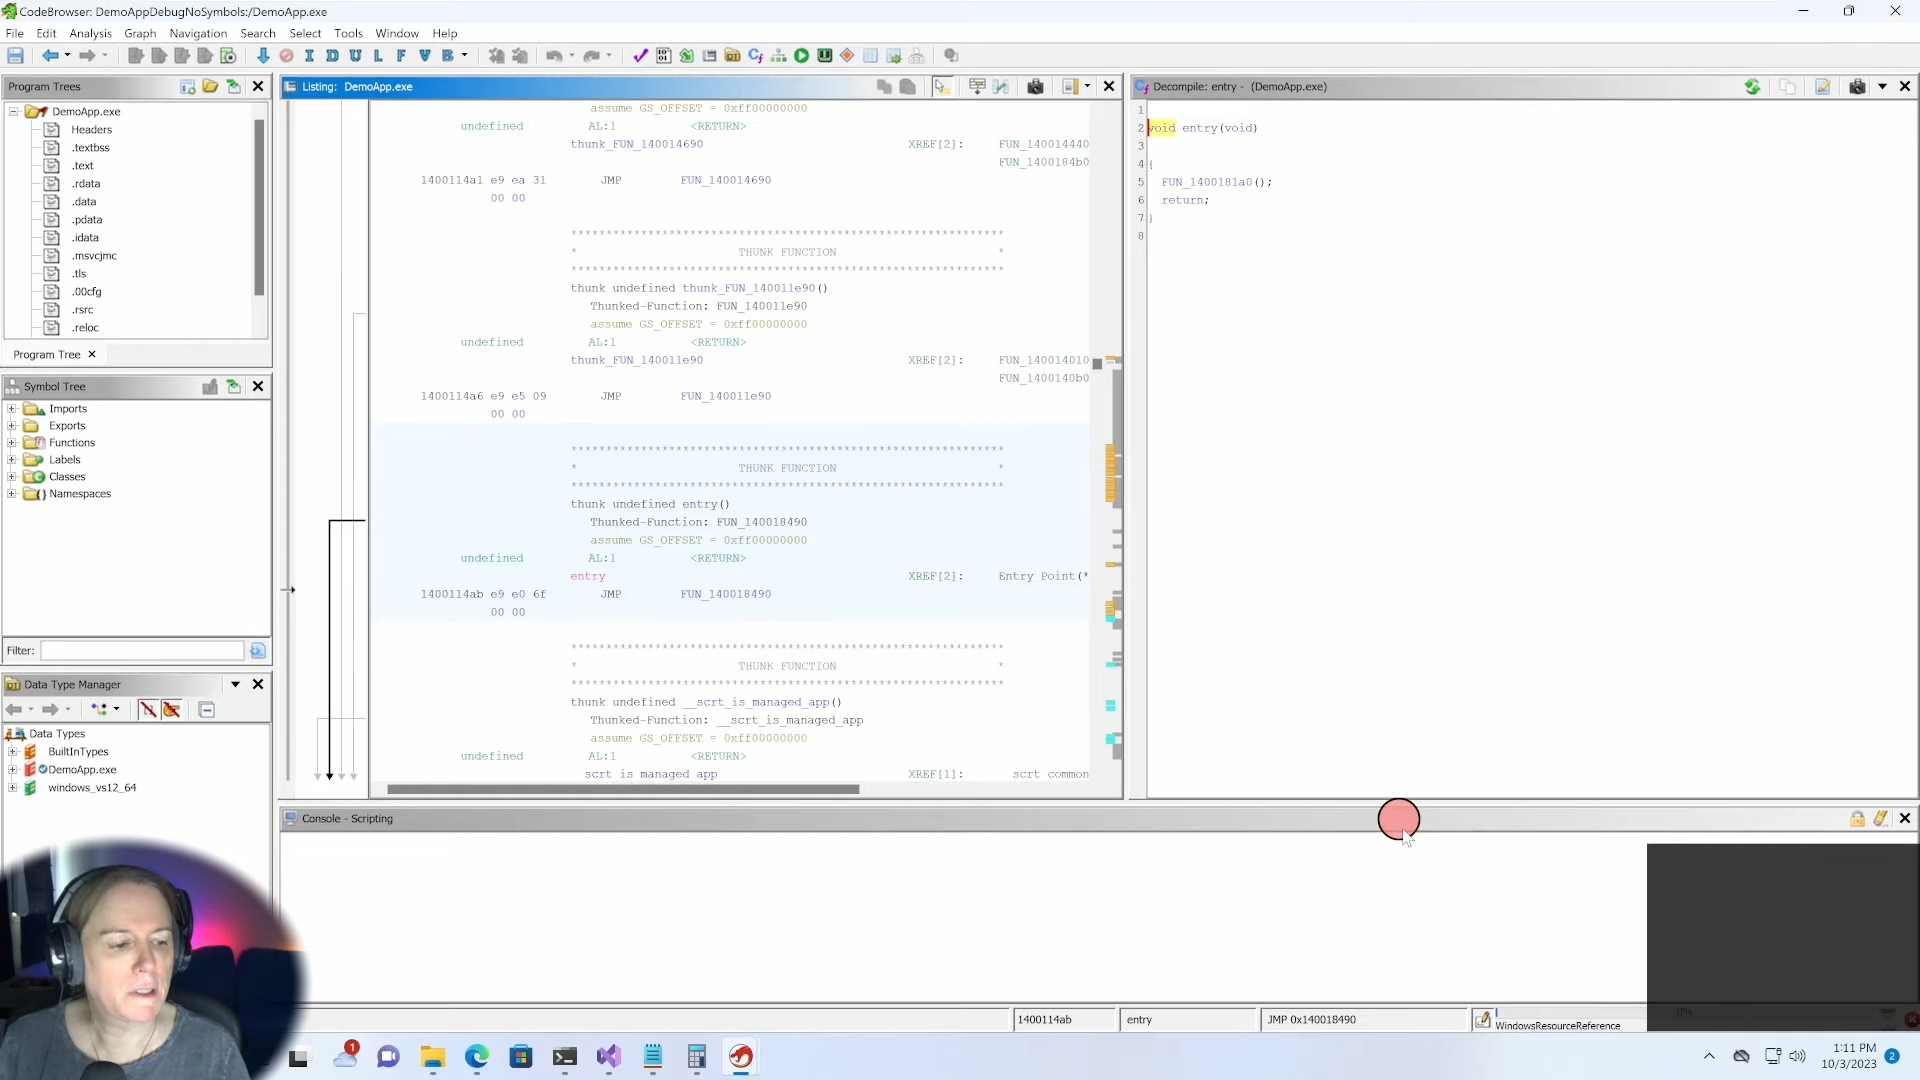 CodeBrowser: DemoAppDebugNoSymbols:/DemoApp.exe
File Edit Analysis Graph Navigation Search Select Tools Window Help
I D U L F V B
Program Trees
DemoApp.exe
Headers
.textbss
.text
.rdata
.data
.pdata
.idata
.msvcjmc
.tls
.00cfg
.rsrc
.reloc
Program Tree
Symbol Tree
Imports
Exports
Functions
Labels
Classes
Namespaces
Filter:
Data Type Manager
Data Types
BuiltInTypes
DemoApp.exe
windows_vs12_64
Listing: DemoApp.exe
assume GS_OFFSET = 0xff00000000
undefined AL:1 <RETURN>
thunk_FUN_140014690 XREF[2]: FUN_140014440
FUN_1400184b0
1400114a1 e9 ea 31 JMP FUN_140014690
00 00
************************************************************
* THUNK FUNCTION *
************************************************************
thunk undefined thunk_FUN_140011e90()
Thunked-Function: FUN_140011e90
assume GS_OFFSET = 0xff00000000
undefined AL:1 <RETURN>
thunk_FUN_140011e90 XREF[2]: FUN_140014010
FUN_1400140b0
1400114a6 e9 e5 09 JMP FUN_140011e90
00 00
************************************************************
* THUNK FUNCTION *
************************************************************
thunk undefined entry()
Thunked-Function: FUN_140018490
assume GS_OFFSET = 0xff00000000
undefined AL:1 <RETURN>
entry XREF[2]: Entry Point(*
1400114ab e9 e0 6f JMP FUN_140018490
00 00
************************************************************
* THUNK FUNCTION *
************************************************************
thunk undefined __scrt_is_managed_app()
Thunked-Function: __scrt_is_managed_app
assume GS_OFFSET = 0xff00000000
undefined AL:1 <RETURN>
scrt is managed app XREF[1]: scrt common
Decompile: entry - (DemoApp.exe)
1
2 void entry(void)
3
4 {
5 FUN_1400181a0();
6 return;
7 }
8
Console - Scripting
1400114ab entry JMP 0x140018490 WindowsResourceReference
1
1:11 PM
10/3/2023 2